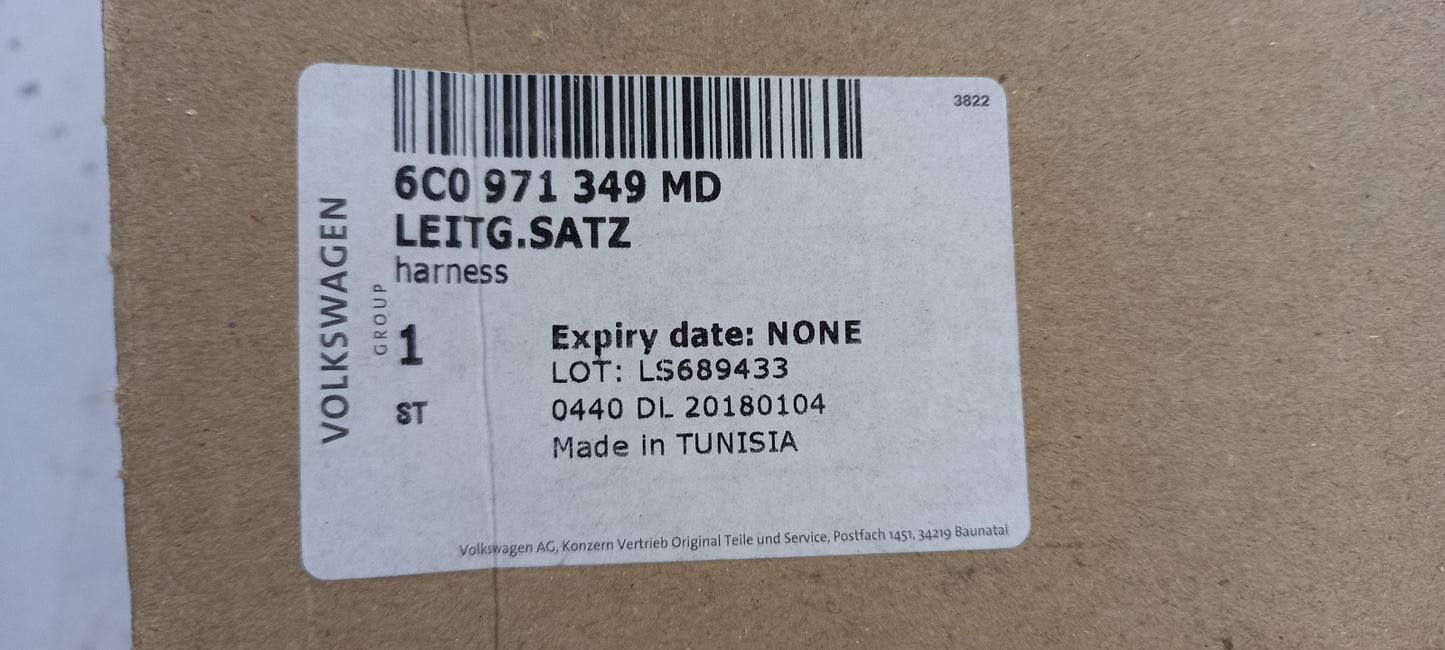 3822
6C0 971 349 MD
LEITG.SATZ
harness
VOLKSWAGEN
GROUP
1
ST
Expiry date: NONE
LOT: LS689433
0440 DL 20180104
Made in TUNISIA
Volkswagen AG, Konzern Vertrieb Original Teile und Service, Postfach 1451, 34219 Baunatal